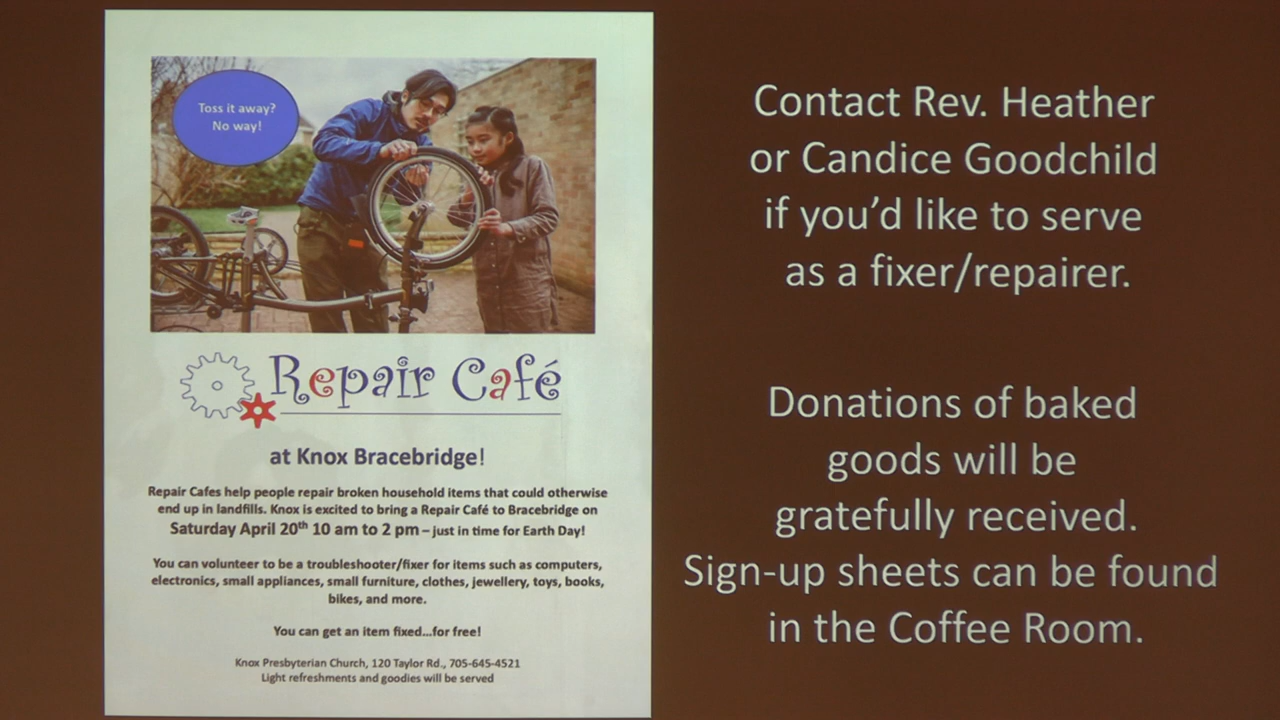 Toss it away?
No way!
Repair Café
at Knox Bracebridge!
Repair Cafes help people repair broken household items that could otherwise
end up in landfills. Knox is excited to bring a Repair Café to Bracebridge on
Saturday April 20th 10 am to 2 pm – just in time for Earth Day!
You can volunteer to be a troubleshooter/fixer for items such as computers,
electronics, small appliances, small furniture, clothes, jewellery, toys, books,
bikes, and more.
You can get an item fixed...for free!
Knox Presbyterian Church, 120 Taylor Rd., 705-645-4521
Light refreshments and goodies will be served
Contact Rev. Heather
or Candice Goodchild
if you’d like to serve
as a fixer/repairer.
Donations of baked
goods will be
gratefully received.
Sign-up sheets can be found
in the Coffee Room.